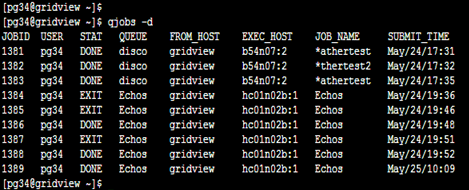 [pg34@gridview ~]$
[pg34@gridview ~]$ qjobs -d
JOBID USER STAT QUEUE FROM_HOST EXEC_HOST JOB_NAME SUBMIT_TIME
1381 pg34 DONE disco gridview b54n07:2 *athertest May/24/17:31
1382 pg34 DONE disco gridview b54n07:2 *thertest2 May/24/17:32
1383 pg34 DONE disco gridview b54n07:2 *athertest May/24/17:35
1384 pg34 EXIT Echos gridview hc01n02b:1 Echos May/24/19:36
1385 pg34 EXIT Echos gridview hc01n02b:1 Echos May/24/19:46
1386 pg34 DONE Echos gridview hc01n02b:1 Echos May/24/19:48
1387 pg34 EXIT Echos gridview hc01n02b:1 Echos May/24/19:51
1388 pg34 DONE Echos gridview hc01n02b:1 Echos May/24/19:52
1389 pg34 DONE Echos gridview hc01n02b:1 Echos May/25/10:09
[pg34@gridview ~]$